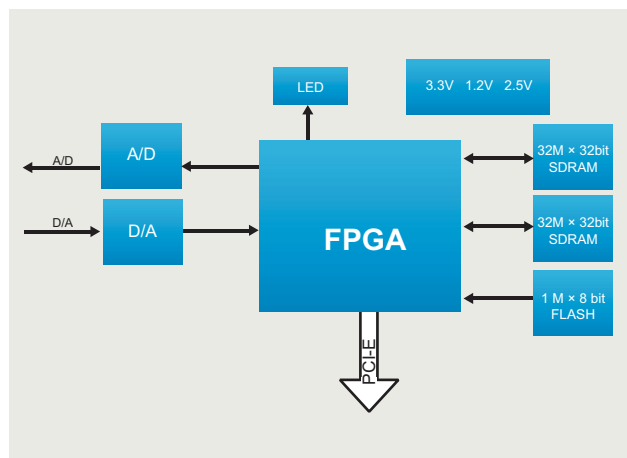 LED
3.3V 1.2V 2.5V
A/D
A/D
32M × 32bit
SDRAM
D/A
D/A
FPGA
32M × 32bit
SDRAM
1 M × 8 bit
FLASH
PCI-E